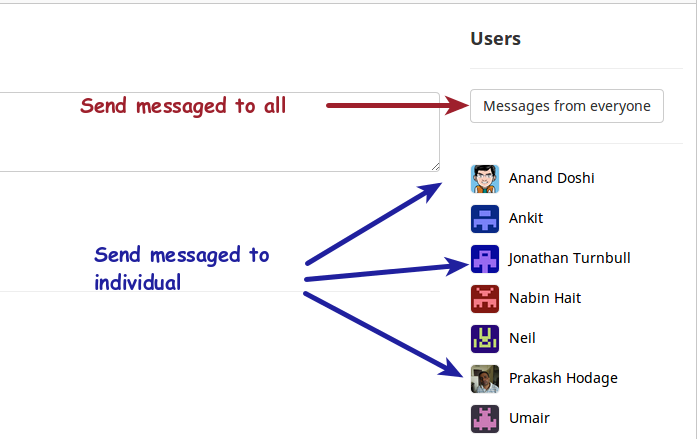 Users
Send messaged to all
Messages from everyone
Anand Doshi
Ankit
Send messaged to
individual
Jonathan Turnbull
Nabin Hait
Neil
Prakash Hodage
Umair